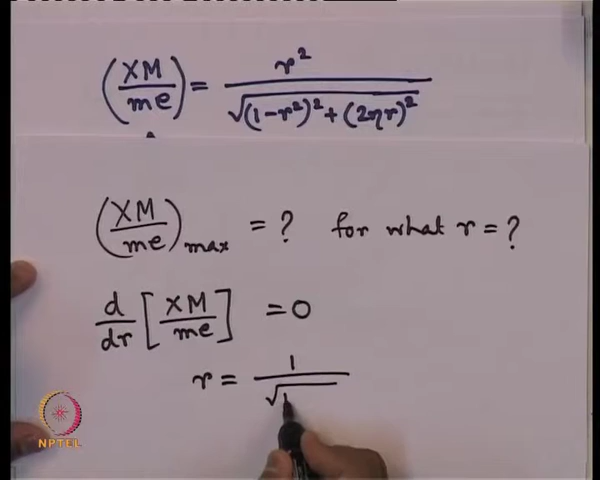 (XM/me) = r²/√((1-r²)²+(2ηr)²)
(XM/me)max = ? for what r = ?
d/dr [XM/me] = 0
r = 1/√1
NPTEL